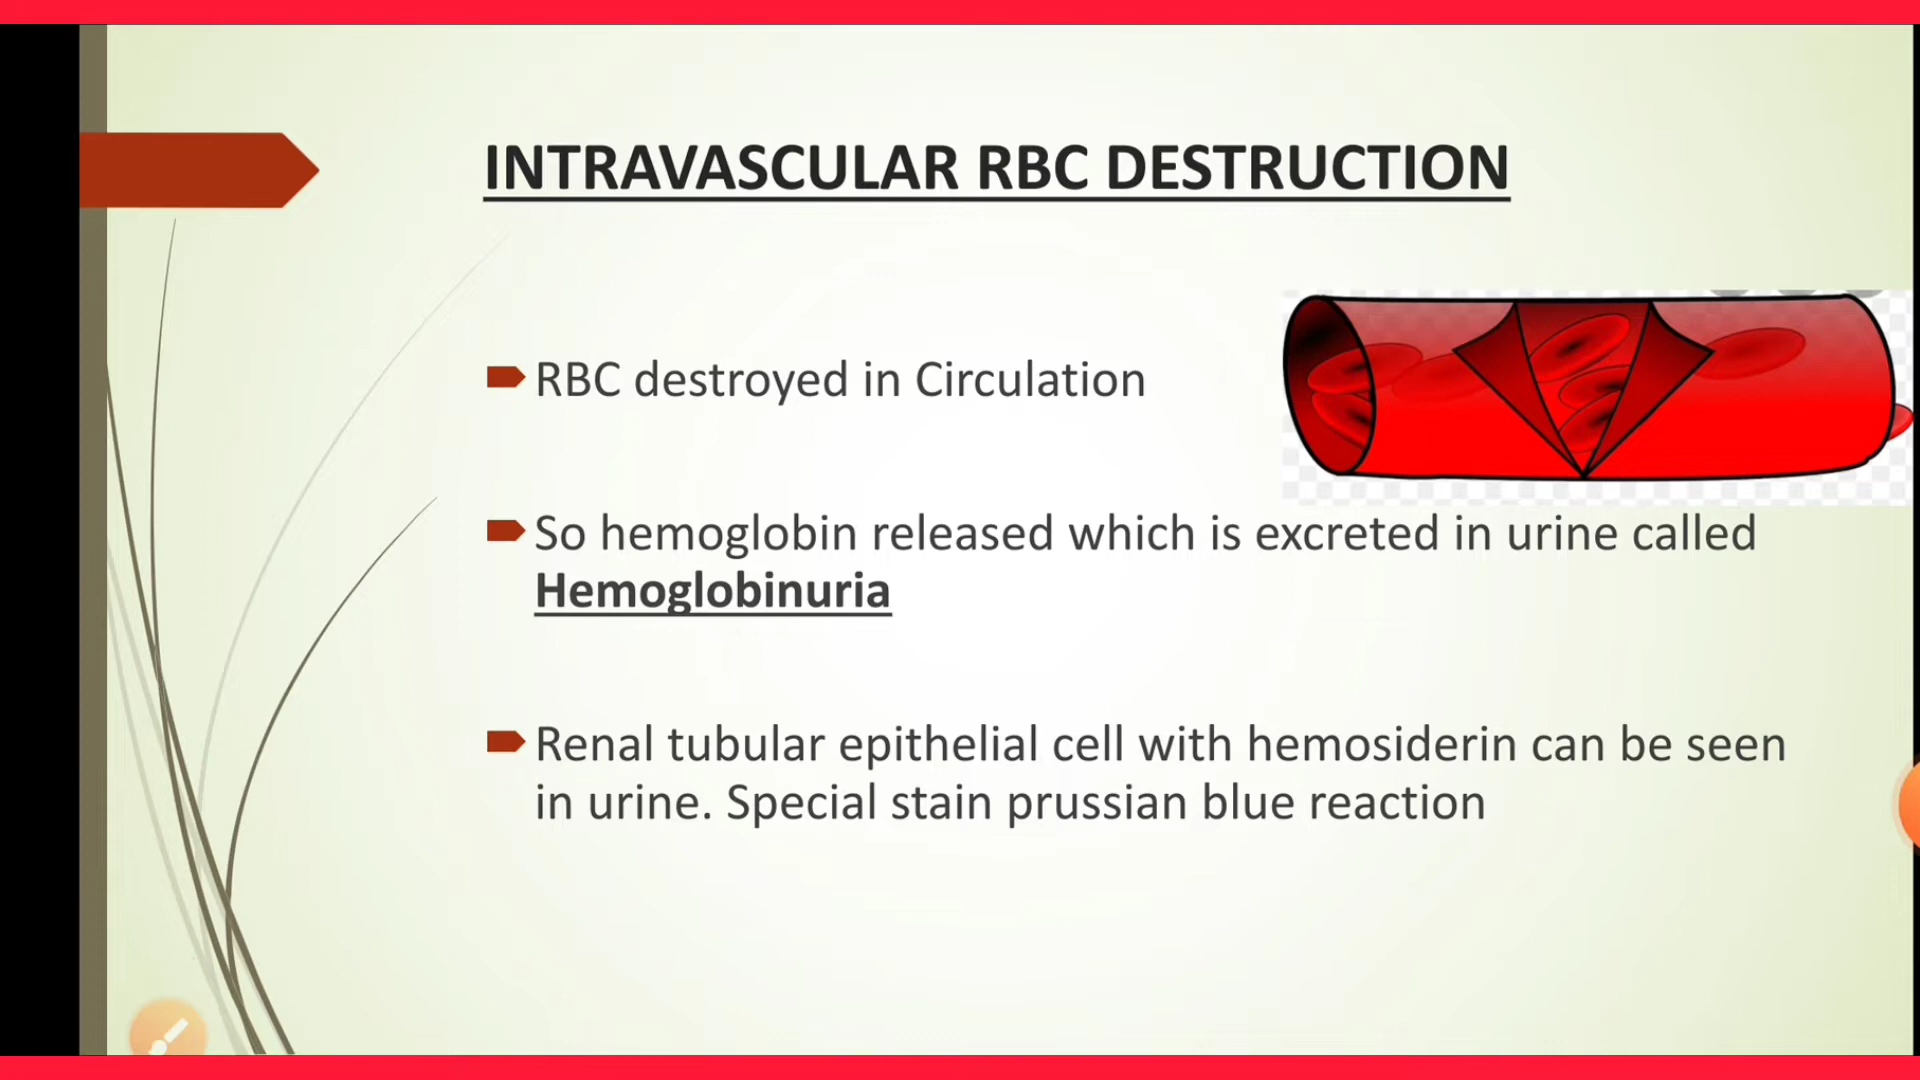 INTRAVASCULAR RBC DESTRUCTION
RBC destroyed in Circulation
So hemoglobin released which is excreted in urine called
Hemoglobinuria
Renal tubular epithelial cell with hemosiderin can be seen
in urine. Special stain prussian blue reaction